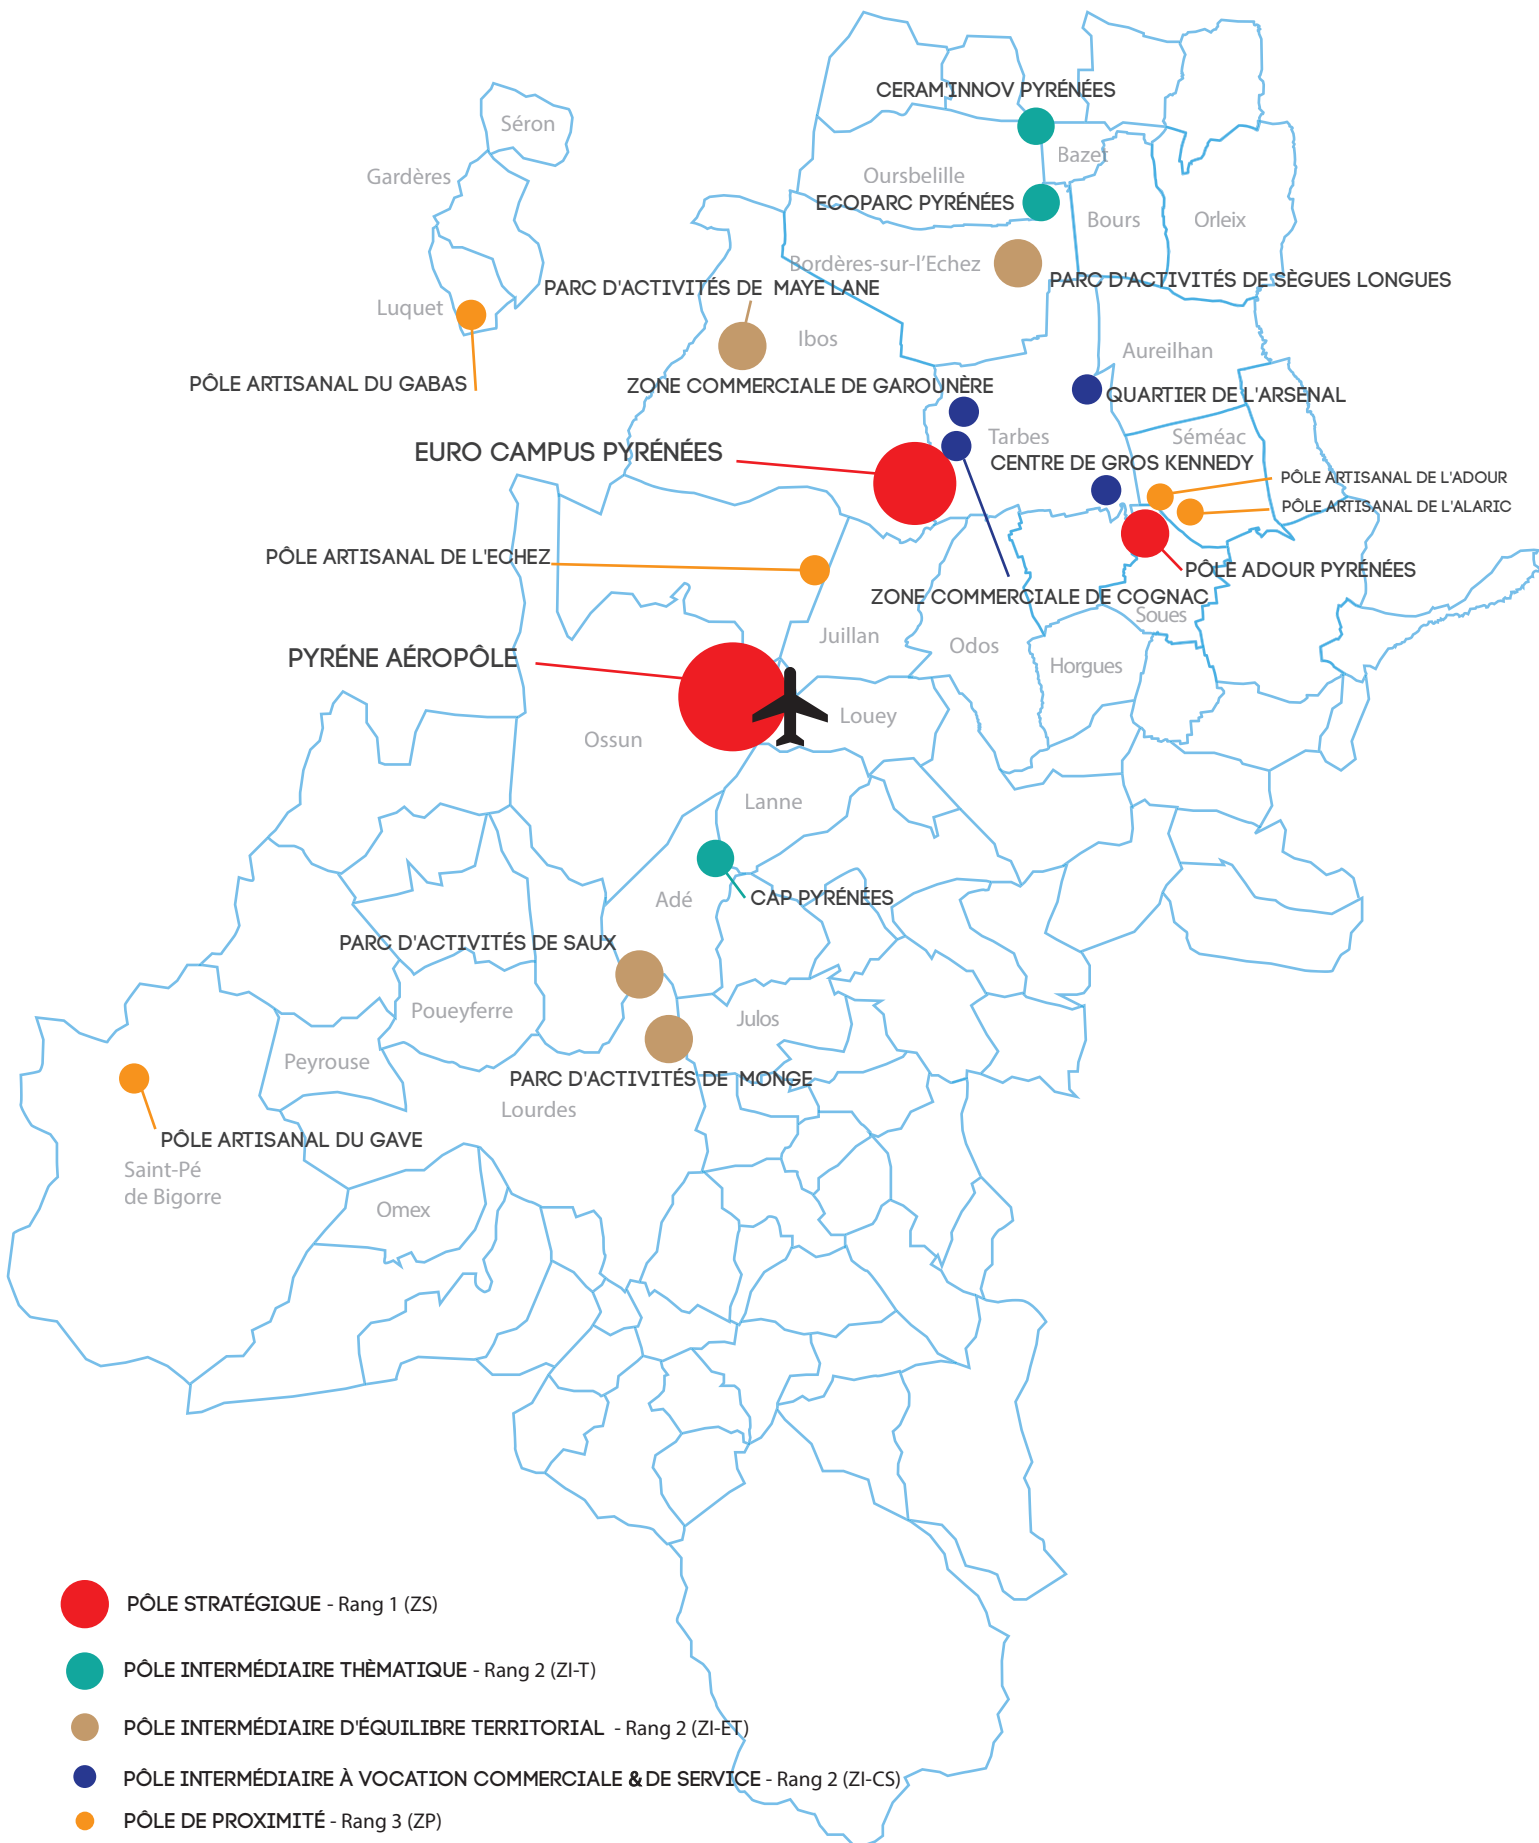 CERAM'INNOV PYRÉNÉES
Séron
Bazet
Gardères
Oursbelille
ECOPARC PYRÉNÉES
Bours
Orleix
Bordères-sur-l'Echez
PARC D'ACTIVITÉS DE SÈGUES LONGUES
PARC D'ACTIVITÉS DE MAYE LANE
Luquet
Ibos
Aureilhan
PÔLE ARTISANAL DU GABAS
ZONE COMMERCIALE DE GAROUNÈRE
QUARTIER DE L'ARSENAL
Tarbes
Séméac
EURO CAMPUS PYRÉNÉES
CENTRE DE GROS KENNEDY
PÔLE ARTISANAL DE L'ADOUR
PÔLE ARTISANAL DE L'ALARIC
PÔLE ARTISANAL DE L'ECHEZ
PÔLE ADOUR PYRÉNÉES
ZONE COMMERCIALE DE COGNAC
Soues
Juillan
Odos
PYRÉNE AÉROPÔLE
Horgues
Louey
Ossun
Lanne
Adé
CAP PYRÉNÉES
PARC D'ACTIVITÉS DE SAUX
Poueyferre
Julos
Peyrouse
PARC D'ACTIVITÉS DE MONGE
Lourdes
PÔLE ARTISANAL DU GAVE
Saint-Pé
de Bigorre
Omex
PÔLE STRATÉGIQUE - Rang 1 (ZS)
PÔLE INTERMÉDIAIRE THÈMATIQUE - Rang 2 (ZI-T)
PÔLE INTERMÉDIAIRE D'ÉQUILIBRE TERRITORIAL - Rang 2 (ZI-ET)
PÔLE INTERMÉDIAIRE À VOCATION COMMERCIALE & DE SERVICE - Rang 2 (ZI-CS)
PÔLE DE PROXIMITÉ - Rang 3 (ZP)